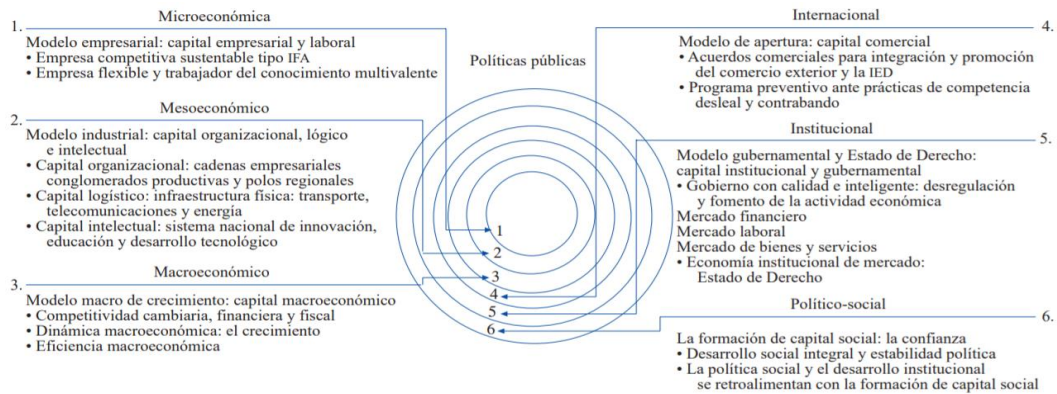 1.
Microeconómica
Modelo empresarial: capital empresarial y laboral
• Empresa competitiva sustentable tipo IFA
• Empresa flexible y trabajador del conocimiento multivalente
2.
Mesoeconómico
Modelo industrial: capital organizacional, lógico
e intelectual
• Capital organizacional: cadenas empresariales
conglomerados productivas y polos regionales
• Capital logístico: infraestructura física: transporte,
telecomunicaciones y energía
• Capital intelectual: sistema nacional de innovación,
educación y desarrollo tecnológico
3.
Macroeconómico
Modelo macro de crecimiento: capital macroeconómico
• Competitividad cambiaria, financiera y fiscal
• Dinámica macroeconómica: el crecimiento
• Eficiencia macroeconómica
Políticas públicas
1
2
3
4
5
6
Internacional
4.
Modelo de apertura: capital comercial
• Acuerdos comerciales para integración y promoción
del comercio exterior y la IED
• Programa preventivo ante prácticas de competencia
desleal y contrabando
Institucional
5.
Modelo gubernamental y Estado de Derecho:
capital institucional y gubernamental
• Gobierno con calidad e inteligente: desregulación
y fomento de la actividad económica
Mercado financiero
Mercado laboral
Mercado de bienes y servicios
• Economía institucional de mercado:
Estado de Derecho
Político-social
6.
La formación de capital social: la confianza
• Desarrollo social integral y estabilidad política
• La política social y el desarrollo institucional
se retroalimentan con la formación de capital social